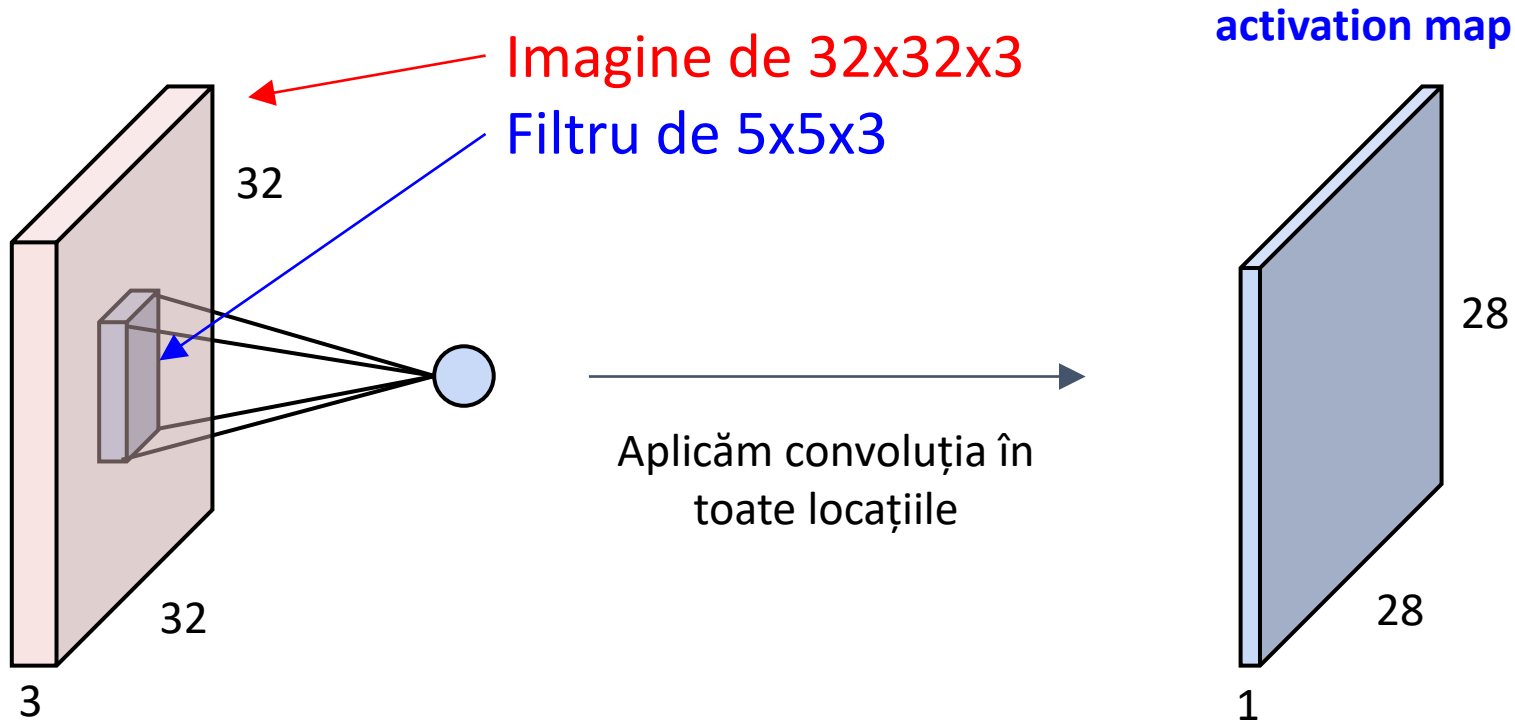 activation map
Imagine de 32x32x3
Filtru de 5x5x3
32
28
Aplicăm convoluția în
toate locațiile
32
28
3
1